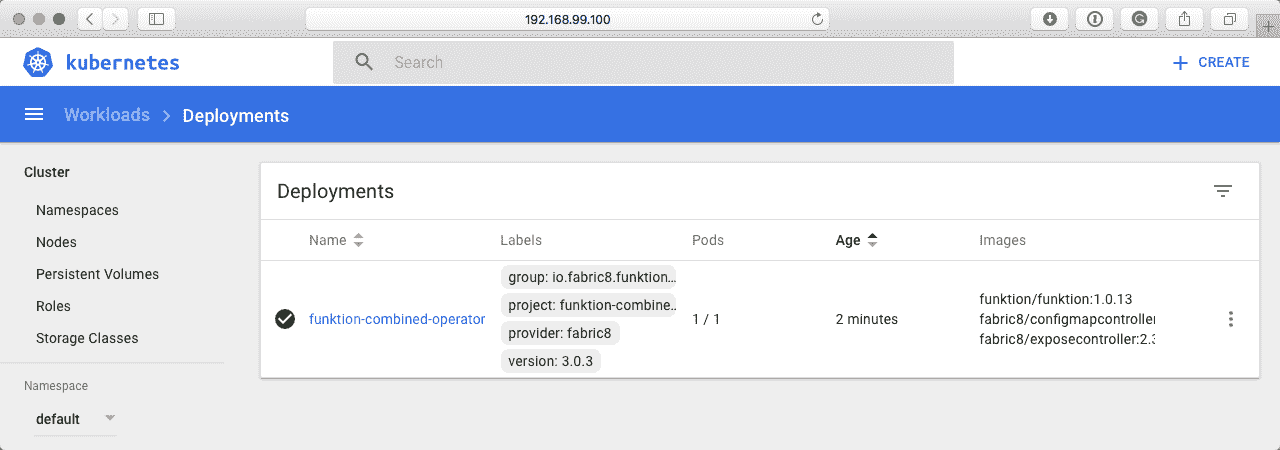 192.168.99.100
kubernetes
Search
+ CREATE
Workloads > Deployments
Cluster
Namespaces
Nodes
Persistent Volumes
Roles
Storage Classes
Namespace
default
Deployments
Name Labels Pods Age Images
funktion-combined-operator
group: io.fabric8.funktion…
project: funktion-combine…
provider: fabric8
version: 3.0.3
1 / 1
2 minutes
funktion/funktion:1.0.13
fabric8/configmapcontroller
fabric8/exposecontroller:2.3